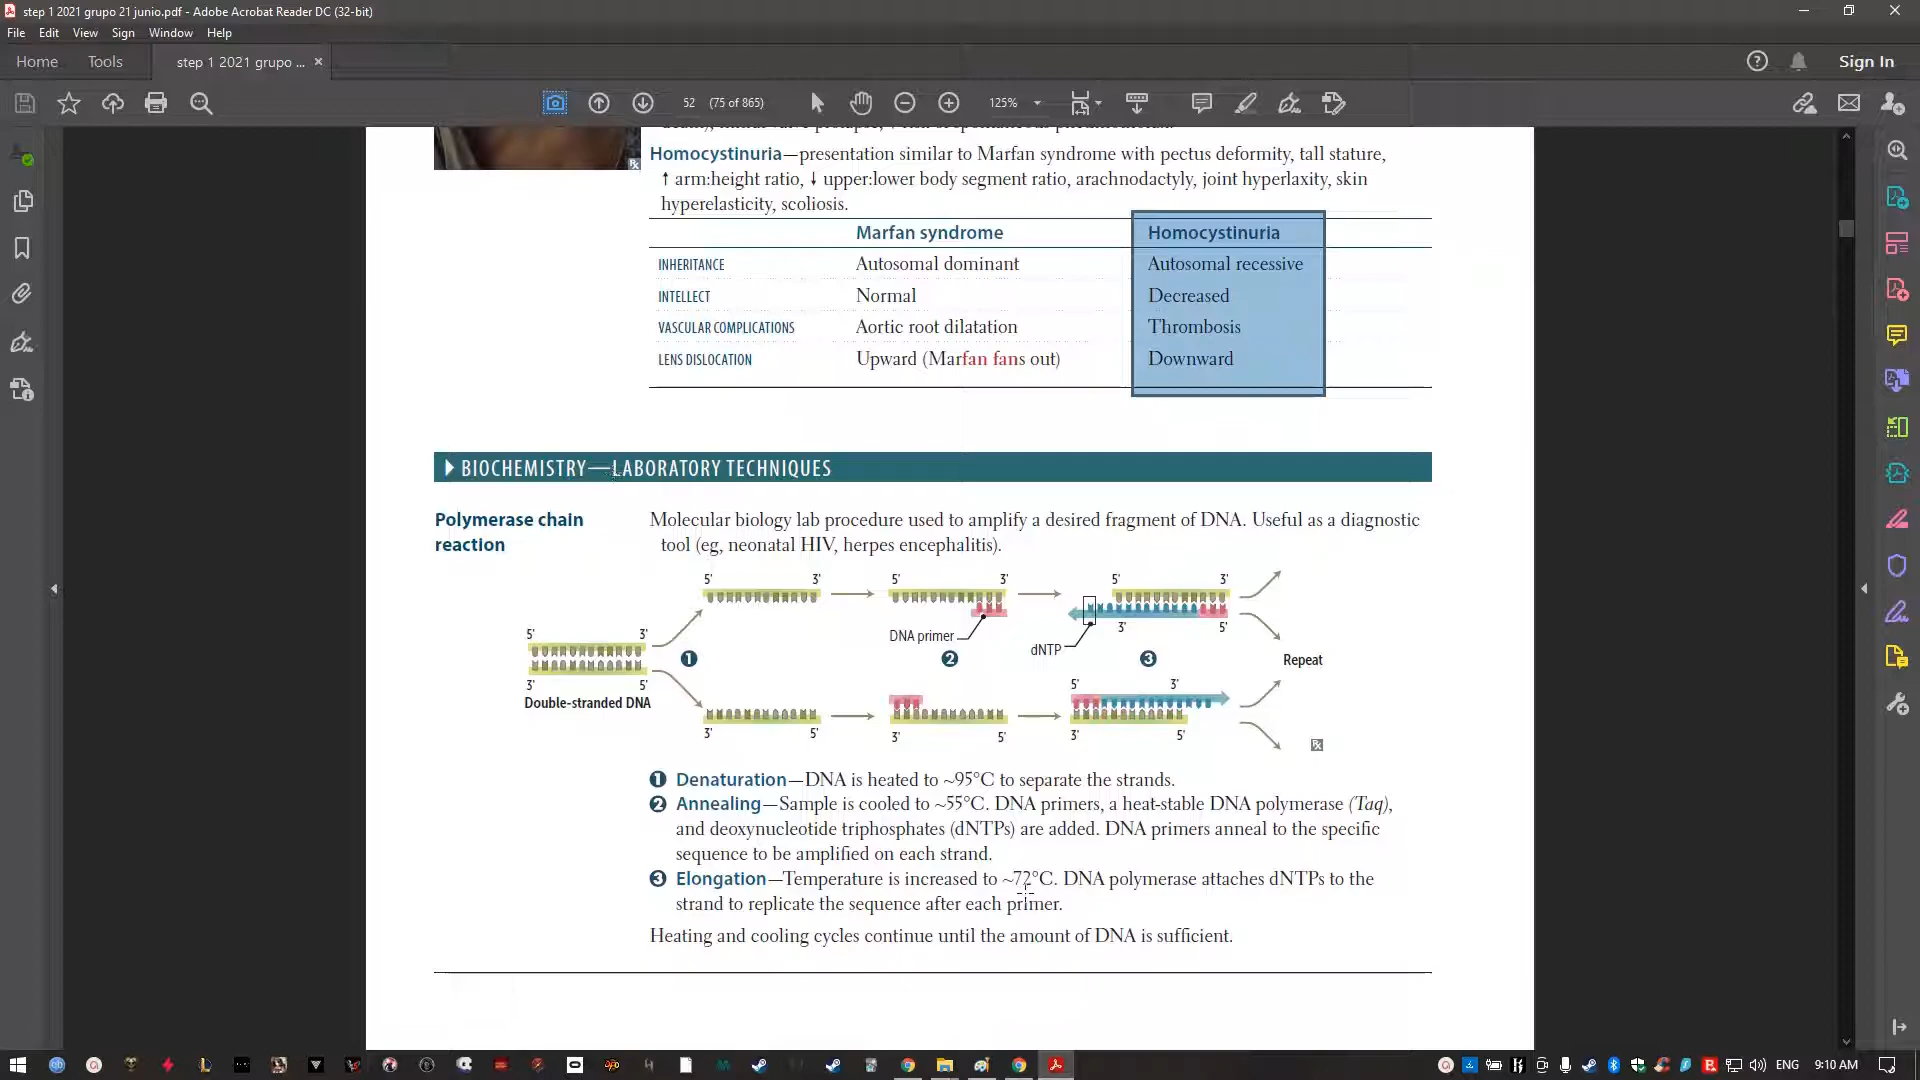 step 1 2021 grupo 21 junio.pdf - Adobe Acrobat Reader DC (32-bit)
File Edit View Sign Window Help
Home Tools step 1 2021 grupo ... × Sign In
52 (75 of 865) 125%
Homocystinuria—presentation similar to Marfan syndrome with pectus deformity, tall stature,
↑ arm:height ratio, ↓ upper:lower body segment ratio, arachnodactyly, joint hyperlaxity, skin
hyperelasticity, scoliosis.
Marfan syndrome Homocystinuria
INHERITANCE Autosomal dominant Autosomal recessive
INTELLECT Normal Decreased
VASCULAR COMPLICATIONS Aortic root dilatation Thrombosis
LENS DISLOCATION Upward (Marfan fans out) Downward
BIOCHEMISTRY—LABORATORY TECHNIQUES
Polymerase chain
reaction
Molecular biology lab procedure used to amplify a desired fragment of DNA. Useful as a diagnostic
tool (eg, neonatal HIV, herpes encephalitis).
5' 3' 5' 3' 5' 3'
DNA primer
dNTP
3' 5'
5' 3'
1 2 3 Repeat
3' 5'
Double-stranded DNA
5' 3'
3' 5' 3' 5' 3' 5'
1 Denaturation—DNA is heated to ~95°C to separate the strands.
2 Annealing—Sample is cooled to ~55°C. DNA primers, a heat-stable DNA polymerase (Taq),
and deoxynucleotide triphosphates (dNTPs) are added. DNA primers anneal to the specific
sequence to be amplified on each strand.
3 Elongation—Temperature is increased to ~72°C. DNA polymerase attaches dNTPs to the
strand to replicate the sequence after each primer.
Heating and cooling cycles continue until the amount of DNA is sufficient.
ENG 9:10 AM